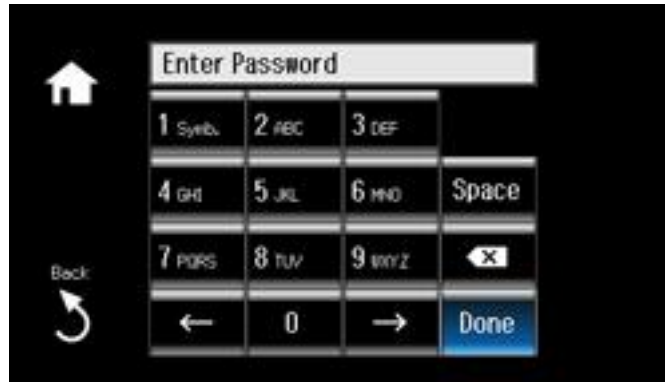 Enter Password
1 Symb. 2 ABC 3 DEF
4 GHI 5 JKL 6 MNO Space
7 PQRS 8 TUV 9 WXYZ
Back
← 0 → Done